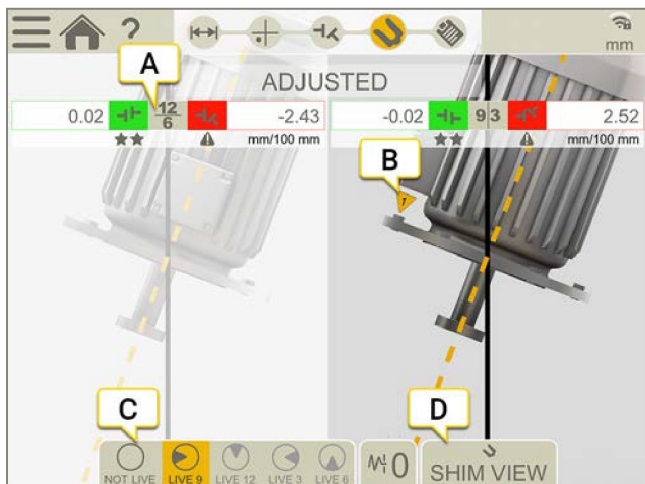 ?
mm
A
ADJUSTED
0.02 12 6 -2.43
mm/100 mm
-0.02 9 3 2.52
mm/100 mm
B
1
C
D
NOT LIVE LIVE 9 LIVE 12 LIVE 3 LIVE 6
0
SHIM VIEW